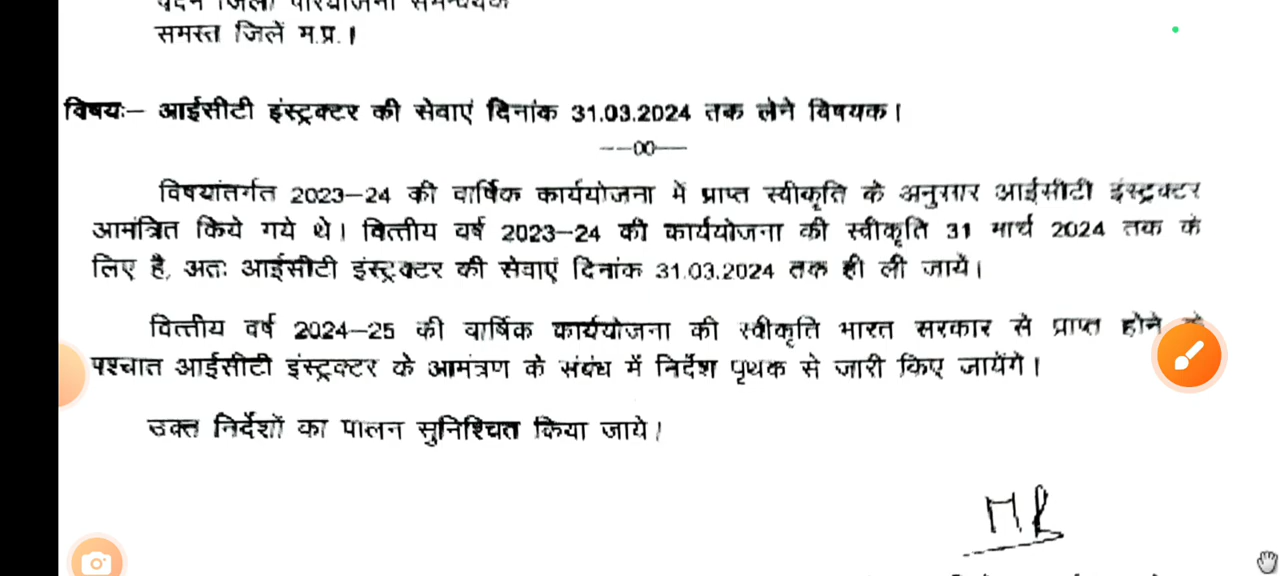 समस्त जिलें म.प्र.।
विषयः– आईसीटी इंस्ट्रक्टर की सेवाएं दिनांक 31.03.2024 तक लेने विषयक।
––00––
विषयांतर्गत 2023–24 की वार्षिक कार्ययोजना में प्राप्त स्वीकृति के अनुसार आईसीटी इंस्ट्रक्टर
आमंत्रित किये गये थे। वित्तीय वर्ष 2023–24 की कार्ययोजना की स्वीकृति 31 मार्च 2024 तक के
लिए है, अतः आईसीटी इंस्ट्रक्टर की सेवाएं दिनांक 31.03.2024 तक ही ली जाये।
वित्तीय वर्ष 2024–25 की वार्षिक कार्ययोजना की स्वीकृति भारत सरकार से प्राप्त होने
पश्चात आईसीटी इंस्ट्रक्टर के आमंत्रण के संबंध में निर्देश पृथक से जारी किए जायेंगे।
उक्त निर्देशों का पालन सुनिश्चित किया जाये।